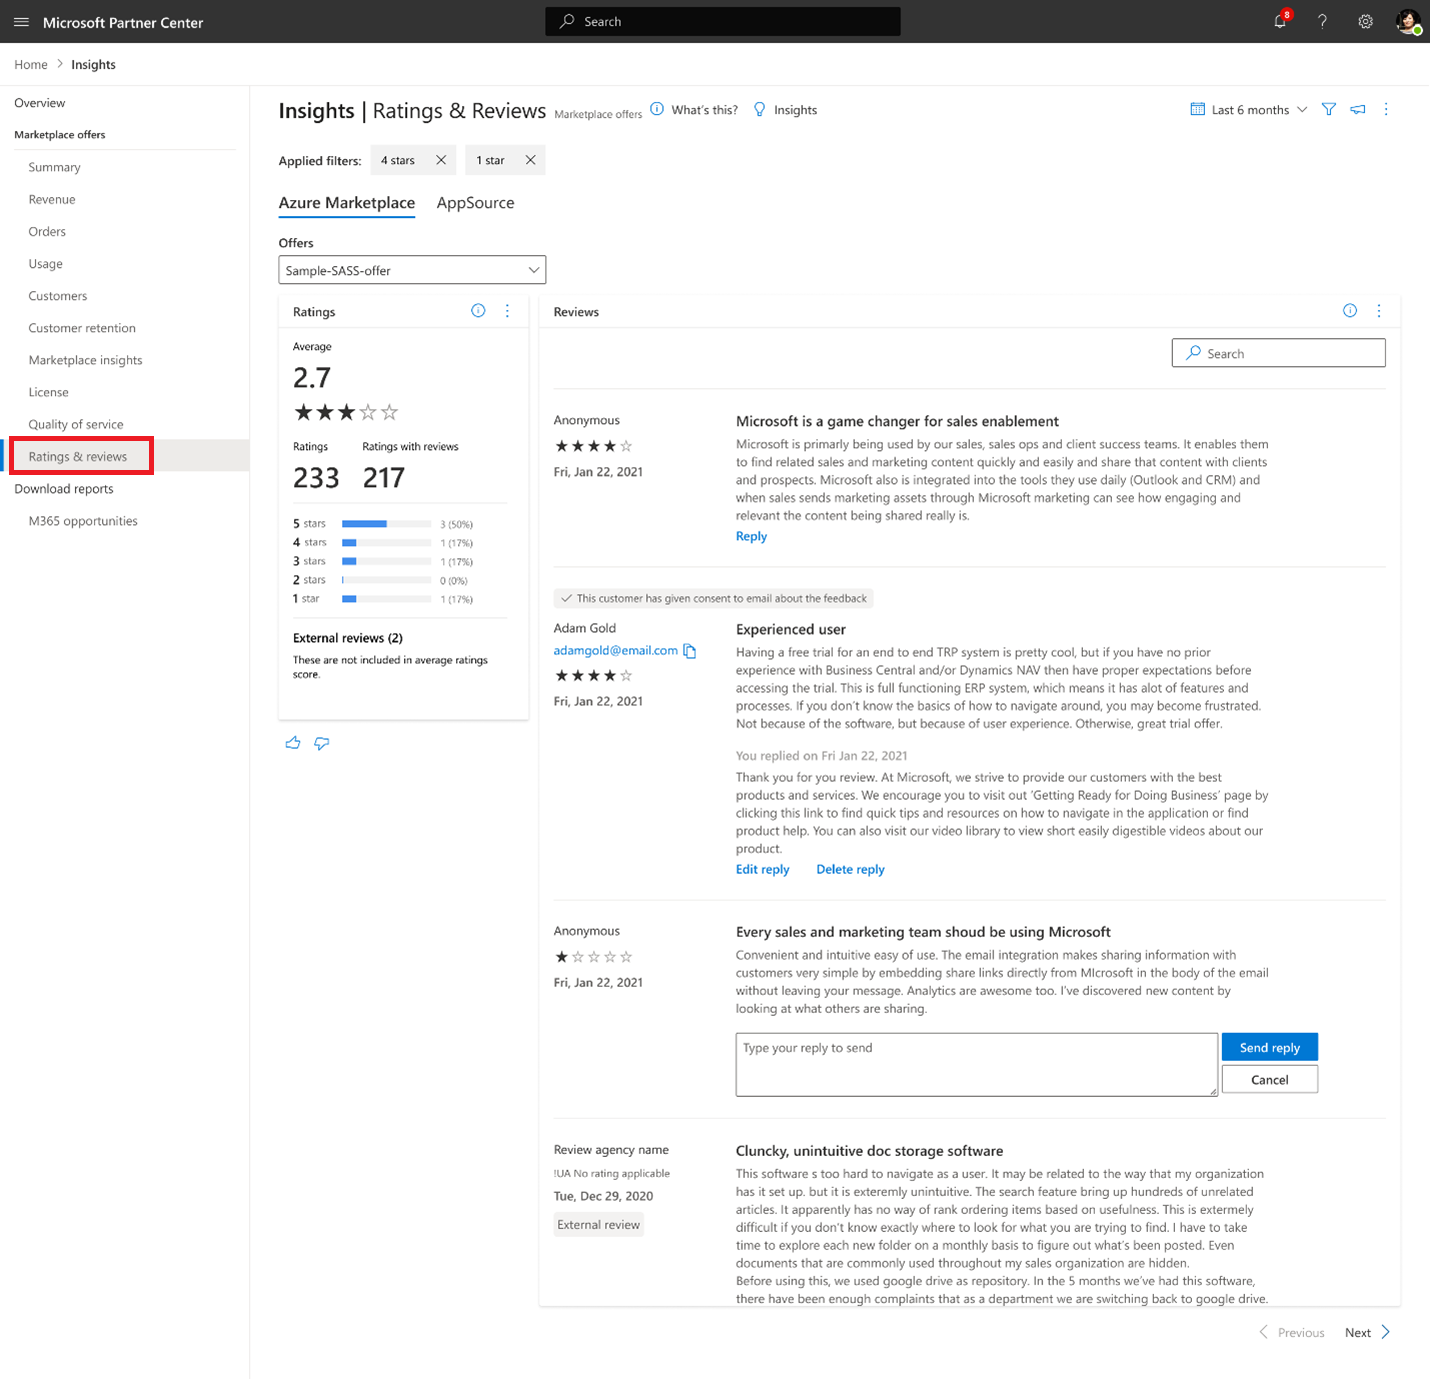 Microsoft Partner Center
Search
8
Home
Insights
Overview
Marketplace offers
Summary
Revenue
Orders
Usage
Customers
Customer retention
Marketplace insights
License
Quality of service
Ratings & reviews
Download reports
M365 opportunities
Insights | Ratings & Reviews Marketplace offers What's this? Insights
Last 6 months
Applied filters: 4 stars 1 star
Azure Marketplace AppSource
Offers
Sample-SASS-offer
Ratings
Average
2.7
Ratings Ratings with reviews
233 217
5 stars 3 (50%)
4 stars 1 (17%)
3 stars 1 (17%)
2 stars 0 (0%)
1 star 1 (17%)
External reviews (2)
These are not included in average ratings
score.
Reviews
Search
Anonymous
Fri, Jan 22, 2021
Microsoft is a game changer for sales enablement
Microsoft is primarly being used by our sales, sales ops and client success teams. It enables them
to find related sales and marketing content quickly and easily and share that content with clients
and prospects. Microsoft also is integrated into the tools they use daily (Outlook and CRM) and
when sales sends marketing assets through Microsoft marketing can see how engaging and
relevant the content being shared really is.
Reply
This customer has given consent to email about the feedback
Adam Gold
adamgold@email.com
Fri, Jan 22, 2021
Experienced user
Having a free trial for an end to end TRP system is pretty cool, but if you have no prior
experience with Business Central and/or Dynamics NAV then have proper expectations before
accessing the trial. This is full functioning ERP system, which means it has alot of features and
processes. If you don't know the basics of how to navigate around, you may become frustrated.
Not because of the software, but because of user experience. Otherwise, great trial offer.
You replied on Fri Jan 22, 2021
Thank you for you review. At Microsoft, we strive to provide our customers with the best
products and services. We encourage you to visit out 'Getting Ready for Doing Business' page by
clicking this link to find quick tips and resources on how to navigate in the application or find
product help. You can also visit our video library to view short easily digestible videos about our
product.
Edit reply Delete reply
Anonymous
Fri, Jan 22, 2021
Every sales and marketing team shoud be using Microsoft
Convenient and intuitive easy of use. The email integration makes sharing information with
customers very simple by embedding share links directly from MIcrosoft in the body of the email
without leaving your message. Analytics are awesome too. I've discovered new content by
looking at what others are sharing.
Type your reply to send
Send reply
Cancel
Review agency name
!UA No rating applicable
Tue, Dec 29, 2020
External review
Cluncky, unintuitive doc storage software
This software s too hard to navigate as a user. It may be related to the way that my organization
has it set up. but it is exteremly unintuitive. The search feature bring up hundreds of unrelated
articles. It apparently has no way of rank ordering items based on usefulness. This is extermely
difficult if you don't know exactly where to look for what you are trying to find. I have to take
time to explore each new folder on a monthly basis to figure out what's been posted. Even
documents that are commonly used throughout my sales organization are hidden.
Before using this, we used google drive as repository. In the 5 months we've had this software,
there have been enough complaints that as a department we are switching back to google drive.
Previous Next